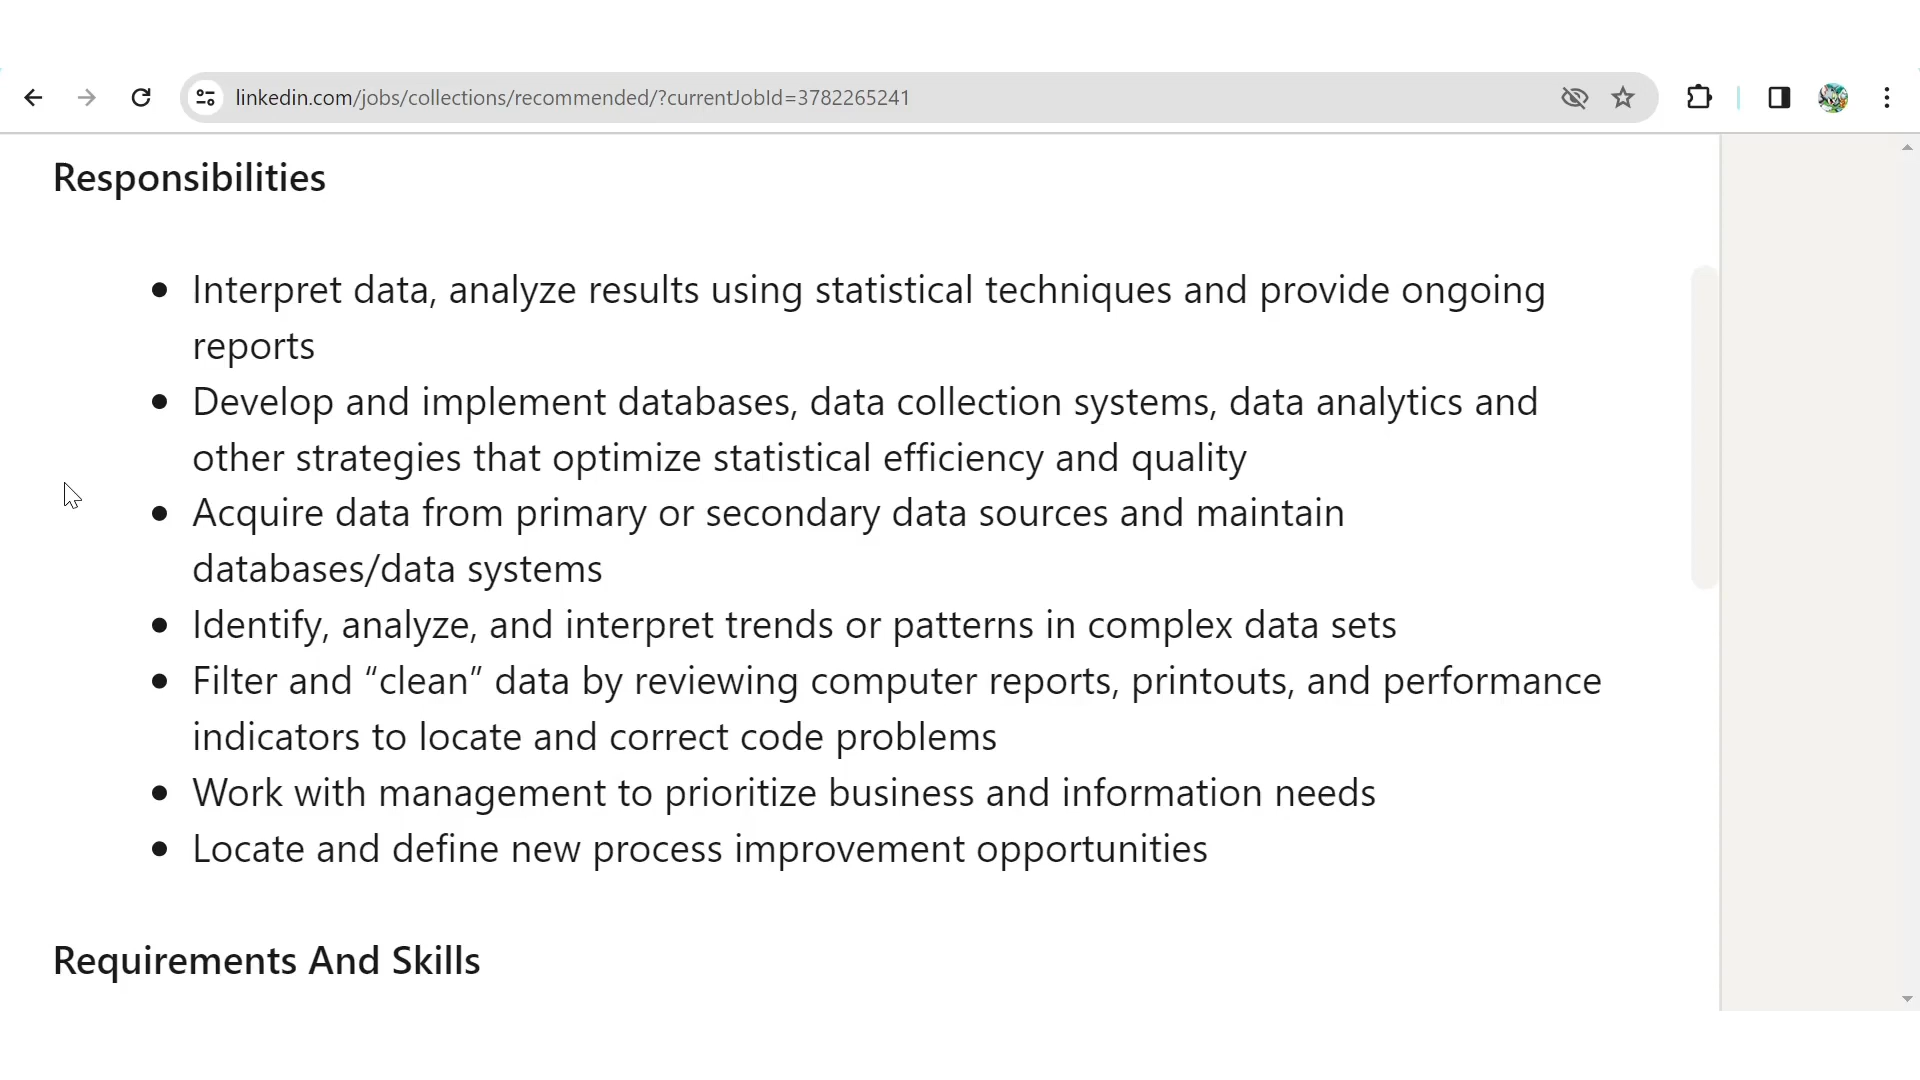 linkedin.com/jobs/collections/recommended/?currentJobId=3782265241
Responsibilities
• Interpret data, analyze results using statistical techniques and provide ongoing
reports
• Develop and implement databases, data collection systems, data analytics and
other strategies that optimize statistical efficiency and quality
• Acquire data from primary or secondary data sources and maintain
databases/data systems
• Identify, analyze, and interpret trends or patterns in complex data sets
• Filter and “clean” data by reviewing computer reports, printouts, and performance
indicators to locate and correct code problems
• Work with management to prioritize business and information needs
• Locate and define new process improvement opportunities
Requirements And Skills